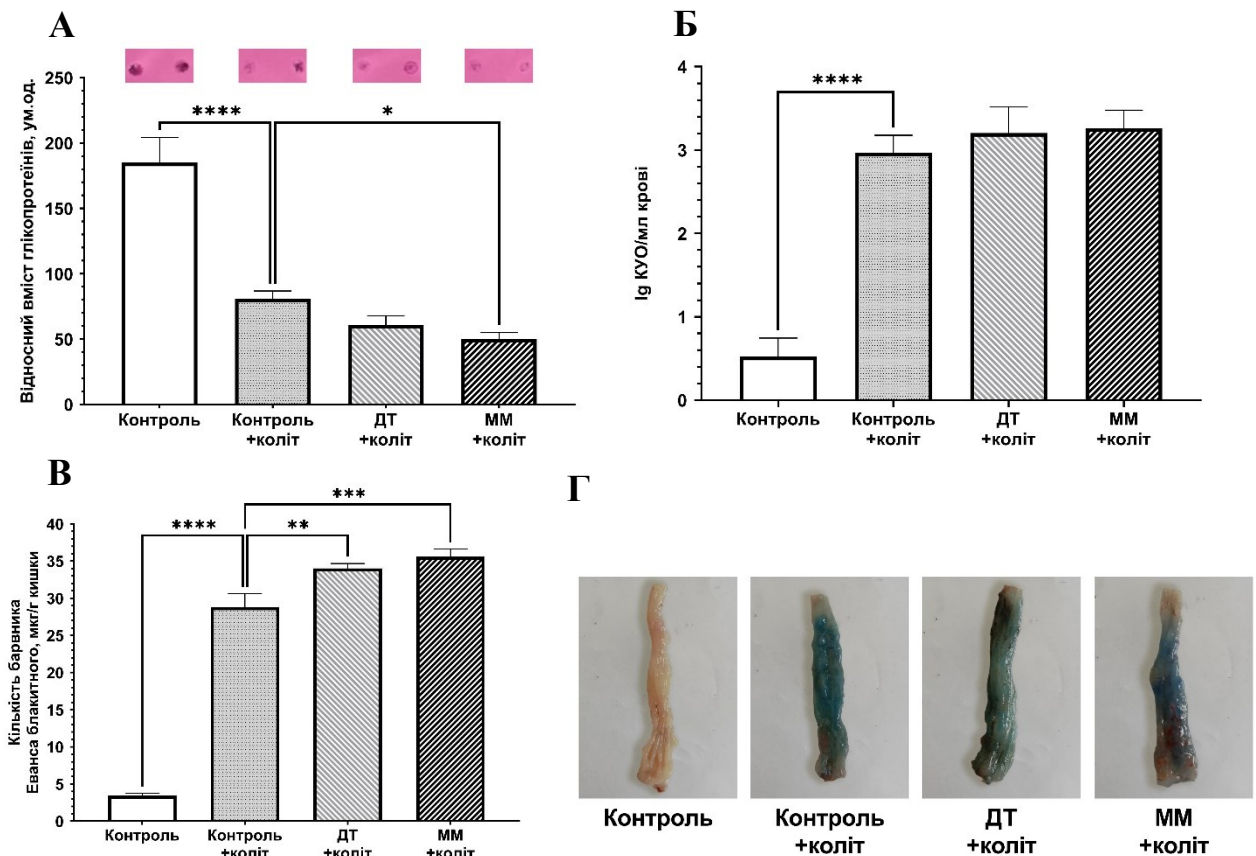 А
250
200
150
100
50
0
Відносний вміст глікопротеїнів, ум.од.
****
*
Контроль
Контроль
+коліт
ДТ
+коліт
ММ
+коліт
Б
4
3
2
1
0
lg КУО/мл крові
****
Контроль
Контроль
+коліт
ДТ
+коліт
ММ
+коліт
В
40
35
30
25
20
15
10
5
0
Кількість барвника
Еванса блакитного, мкг/г кишки
****
**
***
Контроль
Контроль
+коліт
ДТ
+коліт
ММ
+коліт
Г
Контроль
Контроль
+коліт
ДТ
+коліт
ММ
+коліт